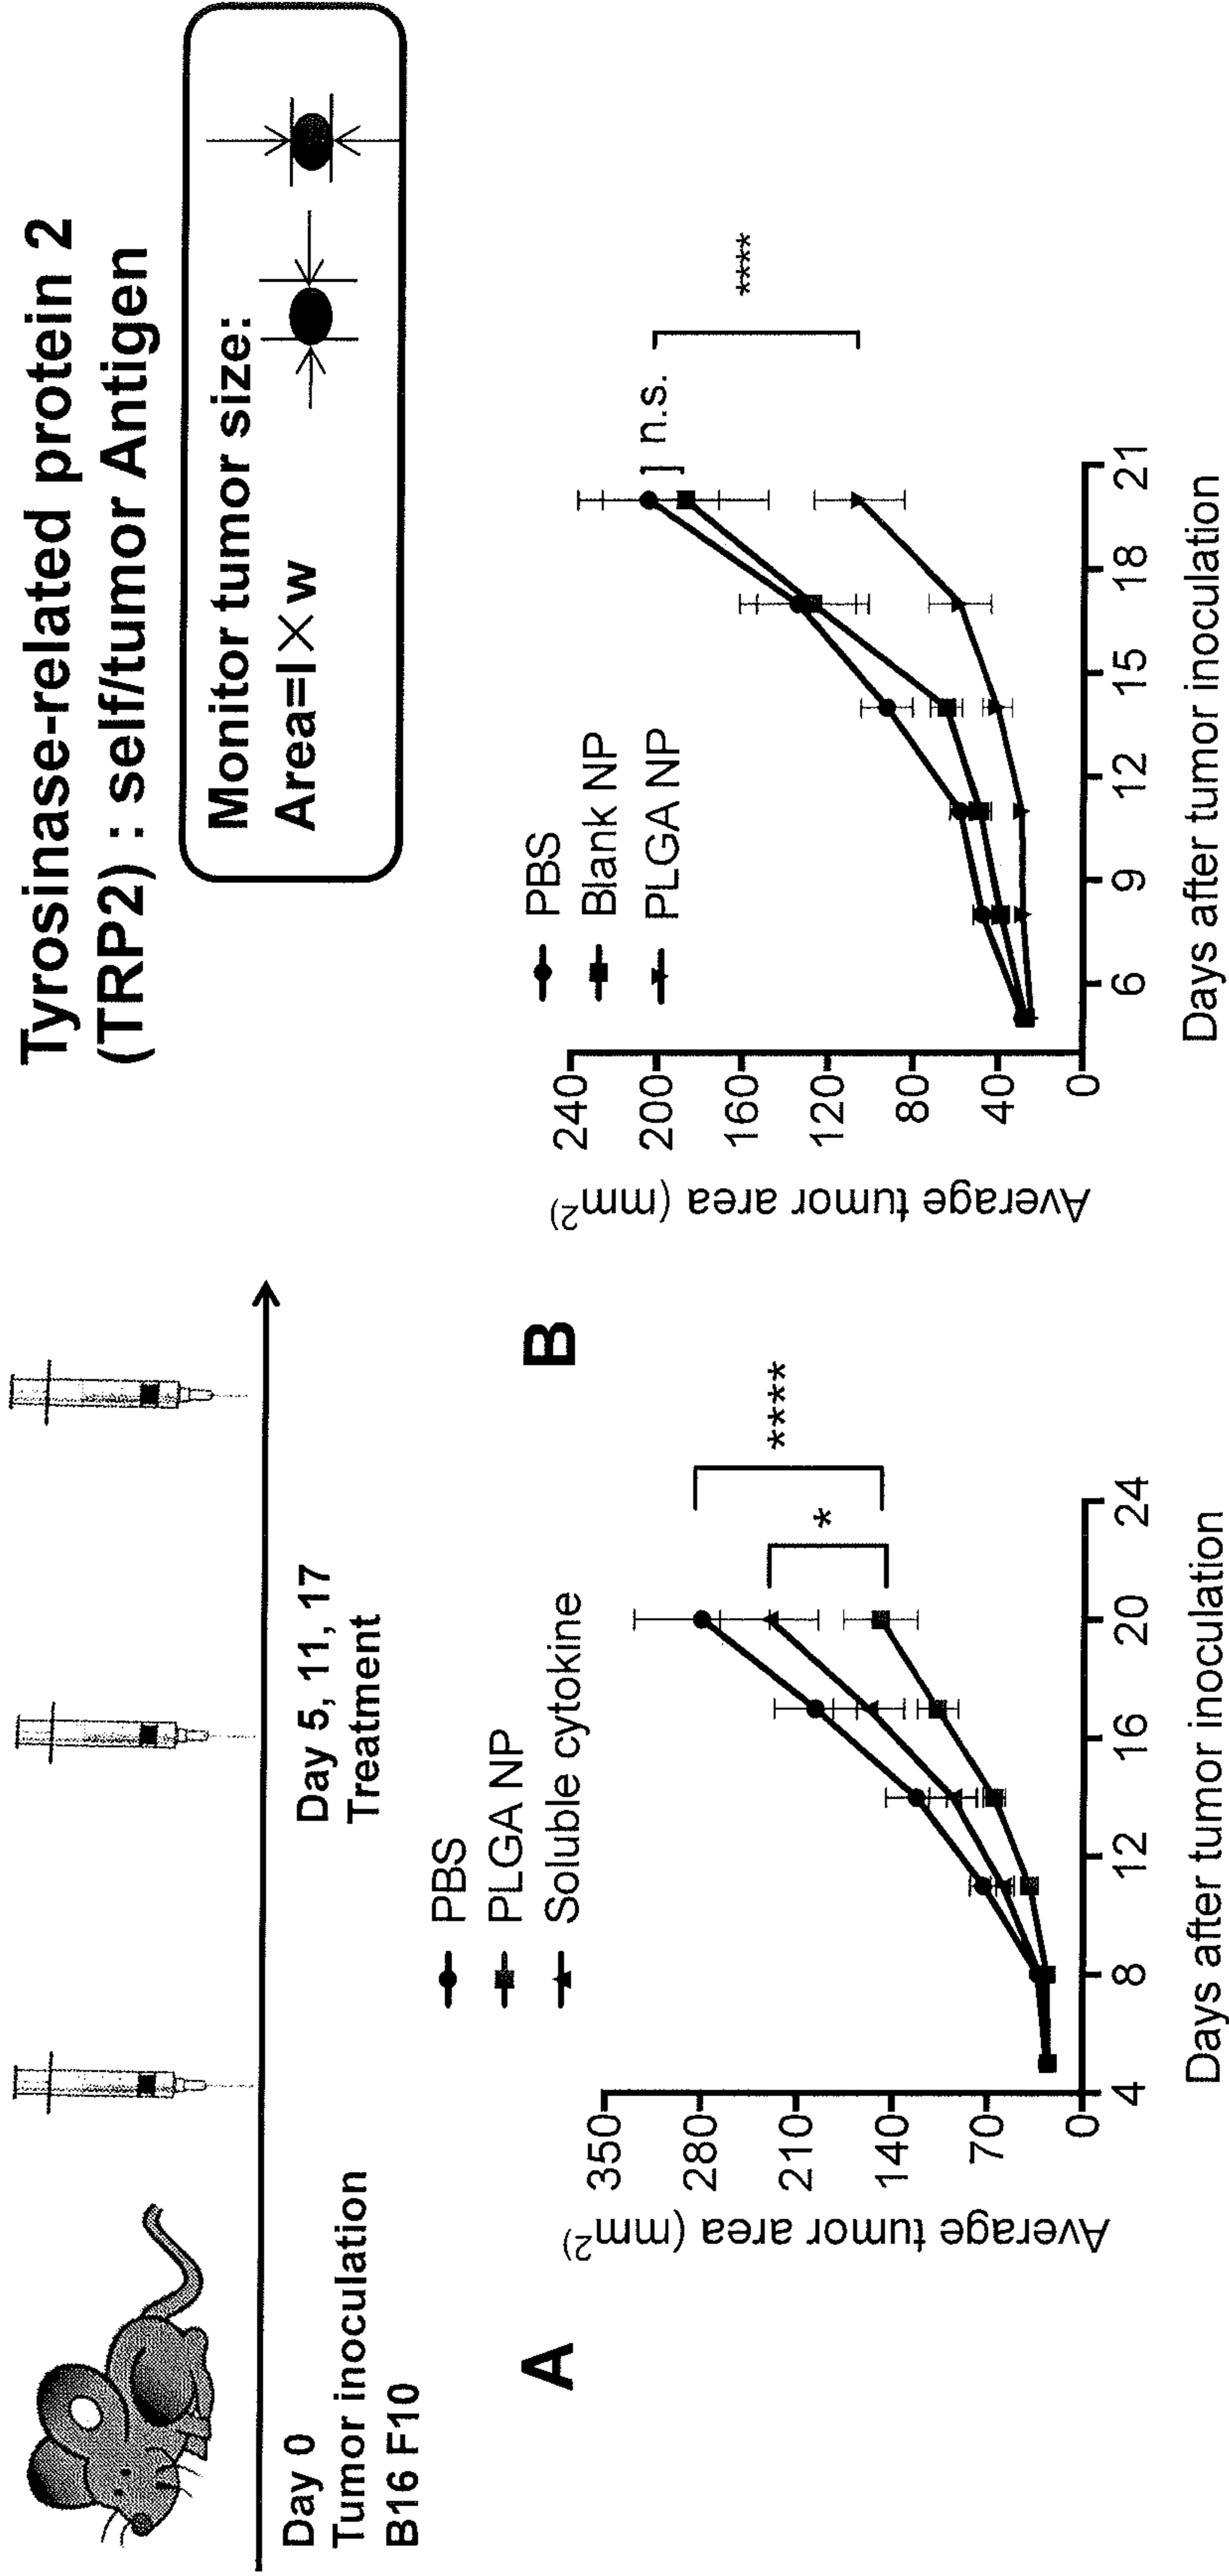 Tyrosinase-related protein 2
(TRP2) : self/tumor Antigen
Day 0
Tumor inoculation
B16 F10
Day 5, 11, 17
Treatment
Monitor tumor size:
Area=l×w
A
PBS
PLGA NP
Soluble cytokine
Average tumor area (mm2)
350
280
210
140
70
0
4
8
12
16
20
24
Days after tumor inoculation
*
****
B
PBS
Blank NP
PLGA NP
Average tumor area (mm2)
240
200
160
120
80
40
0
6
9
12
15
18
21
Days after tumor inoculation
n.s.
****